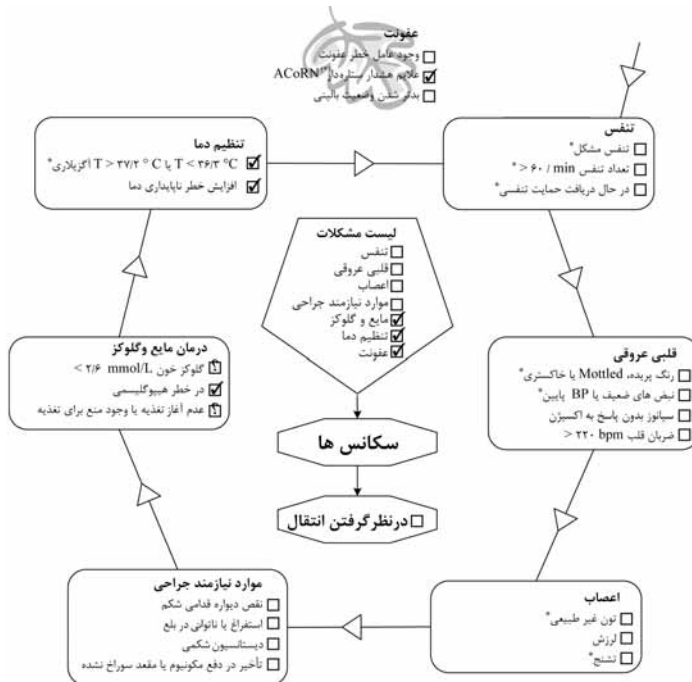 عفونت
وجود عامل خطر عفونت
علایم هشدار ستاره‌دار ACoRN*
بدتر شدن وضعیت بالینی
تنفس
تنفس مشکل*
تعداد تنفس ۶۰ / min < *
در حال دریافت حمایت تنفسی*
تنظیم دما
T < ۳۶/۳ °C یا T > ۳۷/۲ ° C آگزیلاری*
افزایش خطر ناپایداری دما
لیست مشکلات
تنفس
قلبی عروقی
اعصاب
موارد نیازمند جراحی
مایع و گلوکز
تنظیم دما
عفونت
قلبی عروقی
رنگ پریده، Mottled یا خاکستری*
نبض های ضعیف یا BP پایین*
سیانوز بدون پاسخ به اکسیژن
ضربان قلب ۲۲۰ bpm <
درمان مایع وگلوکز
گلوکز خون ۲/۶ mmol/L >
در خطر هیپوگلیسمی
عدم آغاز تغذیه یا وجود منع برای تغذیه
سکانس ها
درنظرگرفتن انتقال
اعصاب
تون غیر طبیعی*
لرزش
تشنج*
موارد نیازمند جراحی
نقص دیواره قدامی شکم
استفراغ یا ناتوانی در بلع
دیستانسیون شکمی
تأخیر در دفع مکونیوم یا مقعد سوراخ نشده